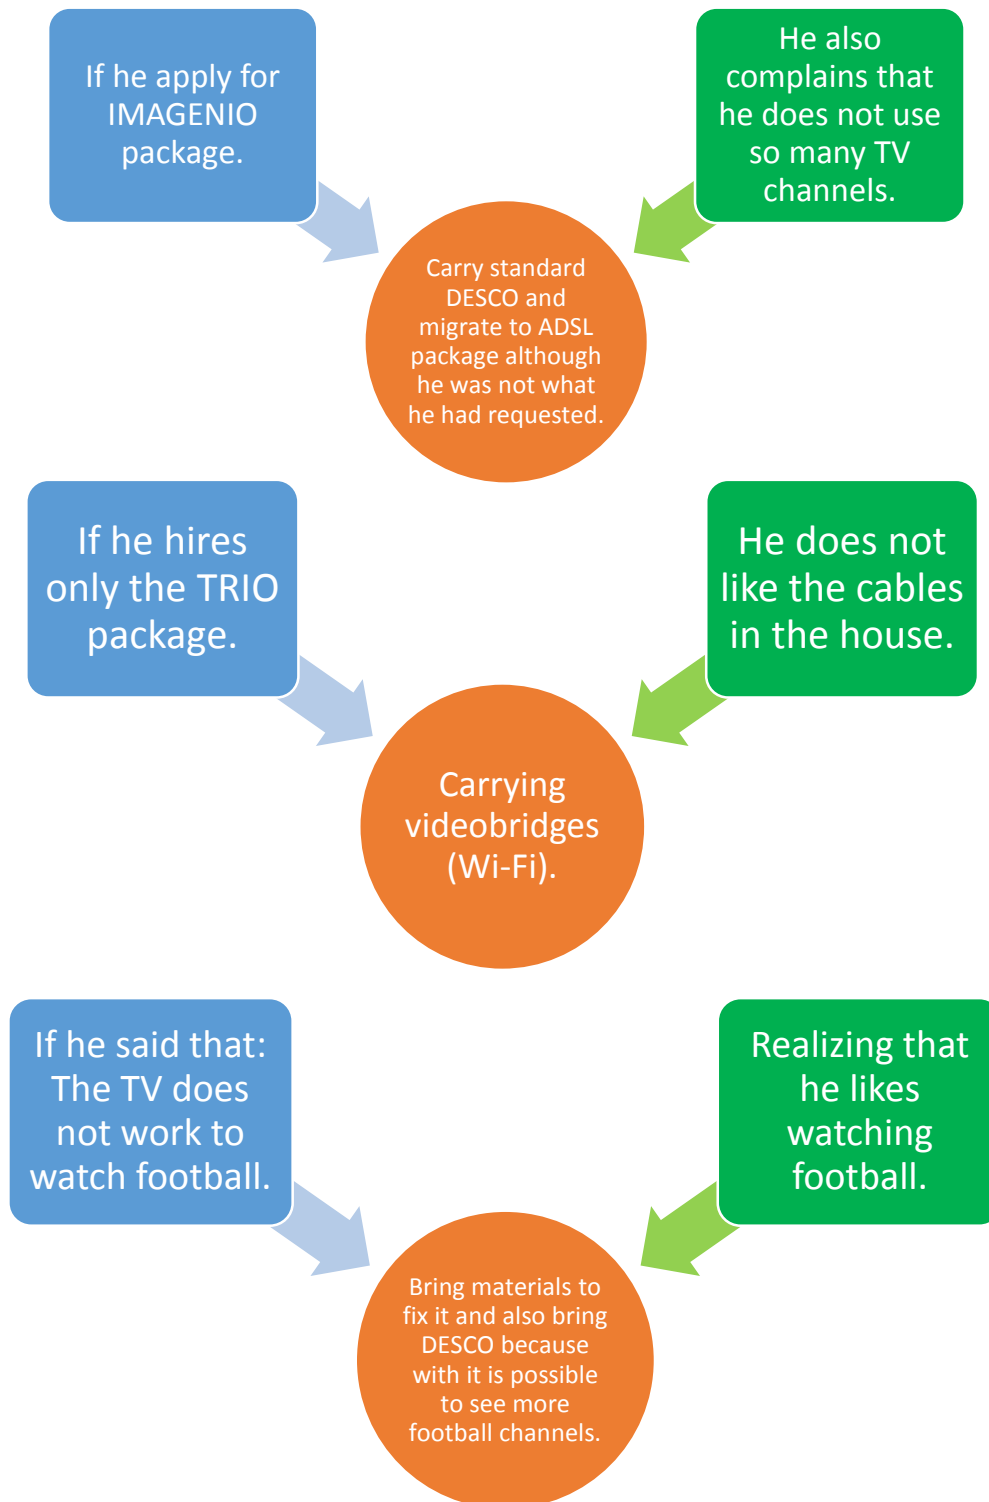 If he apply for
IMAGENIO
package.
He also
complains that
he does not use
so many TV
channels.
Carry standard
DESCO and
migrate to ADSL
package although
he was not what
he had requested.
If he hires
only the TRIO
package.
He does not
like the cables
in the house.
Carrying
videobridges
(Wi-Fi).
If he said that:
The TV does
not work to
watch football.
Realizing that
he likes
watching
football.
Bring materials to
fix it and also bring
DESCO because
with it is possible
to see more
football channels.